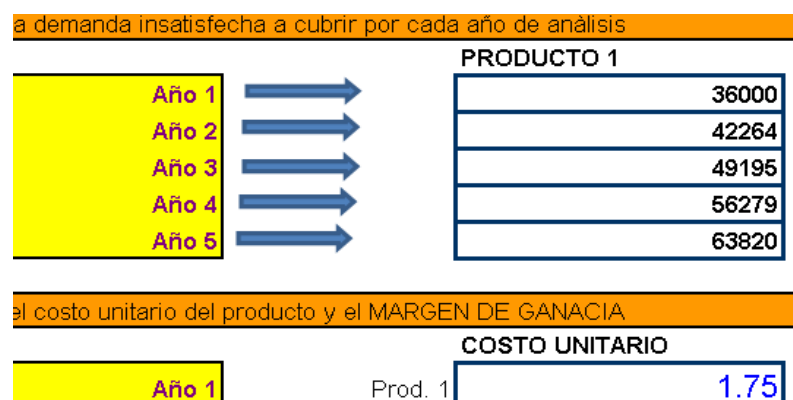 a demanda insatisfecha a cubrir por cada año de anàlisis
PRODUCTO 1
Año 1 36000
Año 2 42264
Año 3 49195
Año 4 56279
Año 5 63820
el costo unitario del producto y el MARGEN DE GANACIA
COSTO UNITARIO
Año 1 Prod. 1 1.75